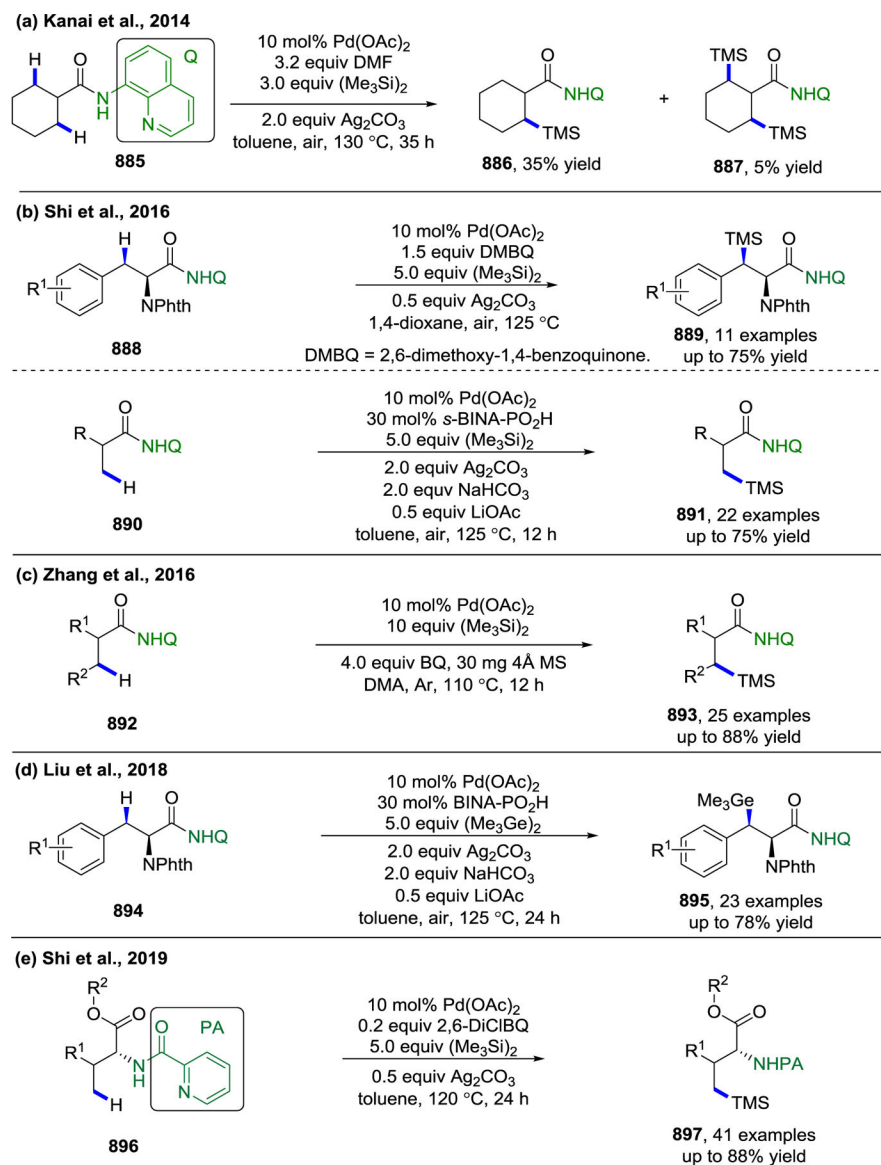 (a) Kanai et al., 2014
H
O
N
H
H
Q
N
885
10 mol% Pd(OAc)2
3.2 equiv DMF
3.0 equiv (Me3Si)2
2.0 equiv Ag2CO3
toluene, air, 130 °C, 35 h
O
NHQ
TMS
886, 35% yield
+
TMS
O
NHQ
TMS
887, 5% yield
(b) Shi et al., 2016
H
O
NHQ
R1
NPhth
888
10 mol% Pd(OAc)2
1.5 equiv DMBQ
5.0 equiv (Me3Si)2
0.5 equiv Ag2CO3
1,4-dioxane, air, 125 °C
DMBQ = 2,6-dimethoxy-1,4-benzoquinone.
TMS
O
NHQ
R1
NPhth
889, 11 examples
up to 75% yield
O
R
NHQ
H
890
10 mol% Pd(OAc)2
30 mol% s-BINA-PO2H
5.0 equiv (Me3Si)2
2.0 equiv Ag2CO3
2.0 equv NaHCO3
0.5 equiv LiOAc
toluene, air, 125 °C, 12 h
O
R
NHQ
TMS
891, 22 examples
up to 75% yield
(c) Zhang et al., 2016
O
R1
NHQ
R2
H
892
10 mol% Pd(OAc)2
10 equiv (Me3Si)2
4.0 equiv BQ, 30 mg 4Å MS
DMA, Ar, 110 °C, 12 h
O
R1
NHQ
R2
TMS
893, 25 examples
up to 88% yield
(d) Liu et al., 2018
H
O
NHQ
R1
NPhth
894
10 mol% Pd(OAc)2
30 mol% BINA-PO2H
5.0 equiv (Me3Ge)2
2.0 equiv Ag2CO3
2.0 equiv NaHCO3
0.5 equiv LiOAc
toluene, air, 125 °C, 24 h
Me3Ge
O
NHQ
R1
NPhth
895, 23 examples
up to 78% yield
(e) Shi et al., 2019
R2
O
O
R1
N
H
H
O
PA
N
896
10 mol% Pd(OAc)2
0.2 equiv 2,6-DiClBQ
5.0 equiv (Me3Si)2
0.5 equiv Ag2CO3
toluene, 120 °C, 24 h
R2
O
O
R1
NHPA
TMS
897, 41 examples
up to 88% yield